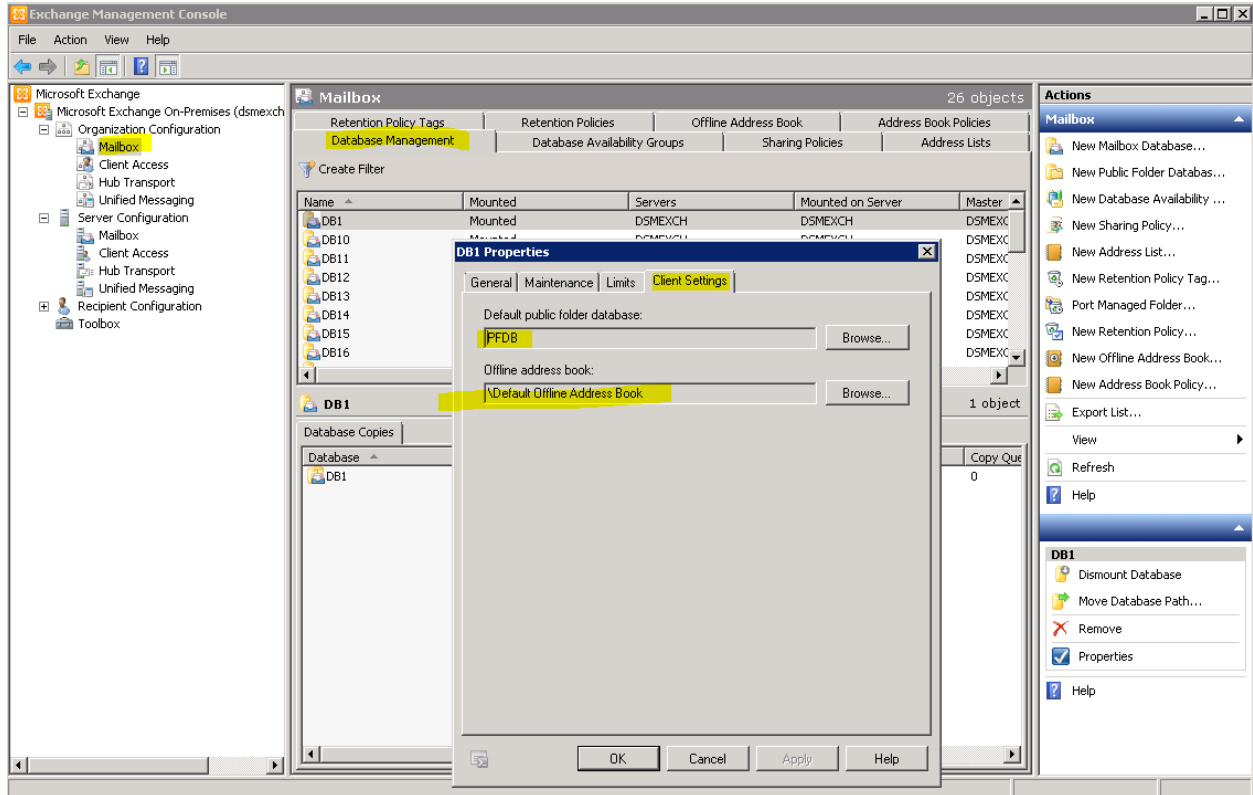 Exchange Management Console
File Action View Help
Microsoft Exchange
Microsoft Exchange On-Premises (dsmexch
Organization Configuration
Mailbox
Client Access
Hub Transport
Unified Messaging
Server Configuration
Mailbox
Client Access
Hub Transport
Unified Messaging
Recipient Configuration
Toolbox
Mailbox 26 objects
Retention Policy Tags Retention Policies Offline Address Book Address Book Policies
Database Management Database Availability Groups Sharing Policies Address Lists
Create Filter
Name Mounted Servers Mounted on Server Master
DB1 Mounted DSMEXCH DSMEXCH DSMEXC
DB10 Mounted DSMEXCH DSMEXCH DSMEXC
DB11 DSMEXC
DB12 DSMEXC
DB13 DSMEXC
DB14 DSMEXC
DB15 DSMEXC
DB16 DSMEXC
DB1 1 object
Database Copies
Database Copy Que
DB1 0
DB1 Properties
General Maintenance Limits Client Settings
Default public folder database:
PFDB Browse...
Offline address book:
\Default Offline Address Book Browse...
OK Cancel Apply Help
Actions
Mailbox
New Mailbox Database...
New Public Folder Databas...
New Database Availability ...
New Sharing Policy...
New Address List...
New Retention Policy Tag...
Port Managed Folder...
New Retention Policy...
New Offline Address Book...
New Address Book Policy...
Export List...
View
Refresh
Help
DB1
Dismount Database
Move Database Path...
Remove
Properties
Help